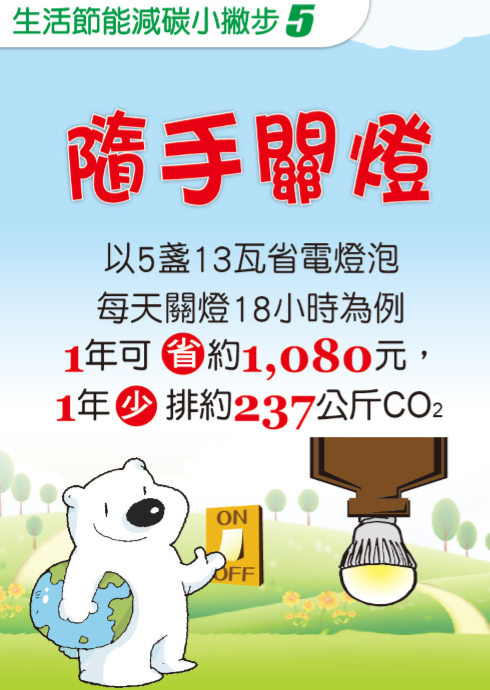 生活節能減碳小撇步5
隨手關燈
以5盞13瓦省電燈泡
每天關燈18小時為例
1年可省約1,080元，
1年少排約237公斤CO₂
ON
OFF